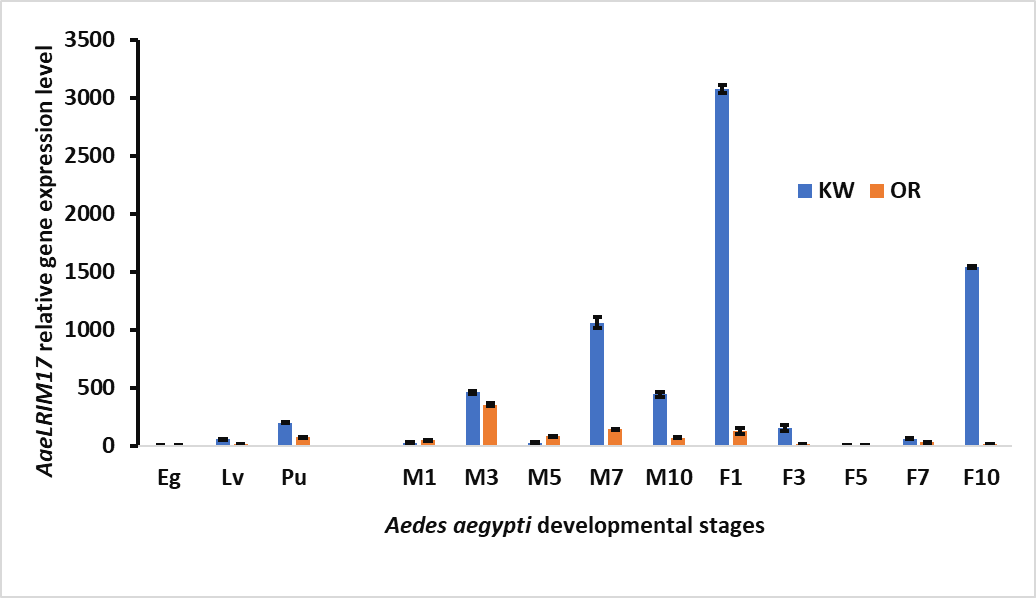 AaeLRIM17 relative gene expression level
3500
3000
2500
2000
1500
1000
500
0
KW OR
Eg Lv Pu M1 M3 M5 M7 M10 F1 F3 F5 F7 F10
Aedes aegypti developmental stages